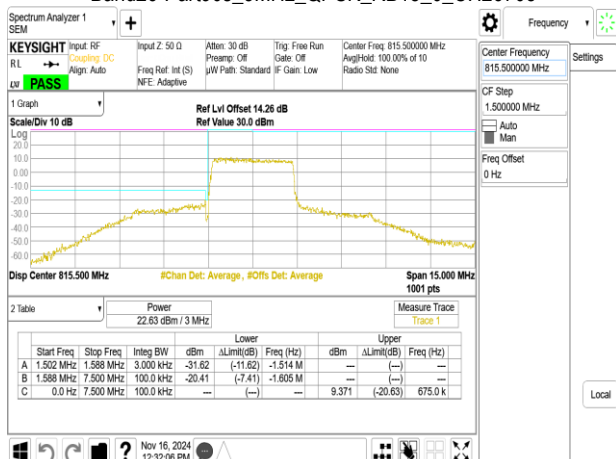 Spectrum Analyzer 1
SEM
+
Frequency
KEYSIGHT
RL
LXI
PASS
Input: RF
Coupling: DC
Align: Auto
Input Z: 50 Ω
Freq Ref: Int (S)
NFE: Adaptive
Atten: 30 dB
Preamp: Off
µW Path: Standard
Trig: Free Run
Gate: Off
IF Gain: Low
Center Freq: 815.500000 MHz
Avg|Hold: 100.00% of 10
Radio Std: None
Center Frequency
815.500000 MHz
Settings
CF Step
1.500000 MHz
Auto
Man
Freq Offset
0 Hz
Local
1 Graph
Ref Lvl Offset 14.26 dB
Scale/Div 10 dB
Ref Value 30.0 dBm
Log
20.0
10.0
0.00
-10.0
-20.0
-30.0
-40.0
-50.0
-60.0
Disp Center 815.500 MHz
#Chan Det: Average , #Offs Det: Average
Span 15.000 MHz
1001 pts
2 Table
Power
22.63 dBm / 3 MHz
Measure Trace
Trace 1
Lower Upper
Start Freq Stop Freq Integ BW dBm ΔLimit(dB) Freq (Hz) dBm ΔLimit(dB) Freq (Hz)
A 1.502 MHz 1.588 MHz 3.000 kHz -31.62 (-11.62) -1.514 M --- (---) ---
B 1.588 MHz 7.500 MHz 100.0 kHz -20.41 (-7.41) -1.605 M --- (---) ---
C 0.0 Hz 7.500 MHz 100.0 kHz --- (---) --- 9.371 (-20.63) 675.0 k
?
Nov 16, 2024
12:32:06 PM